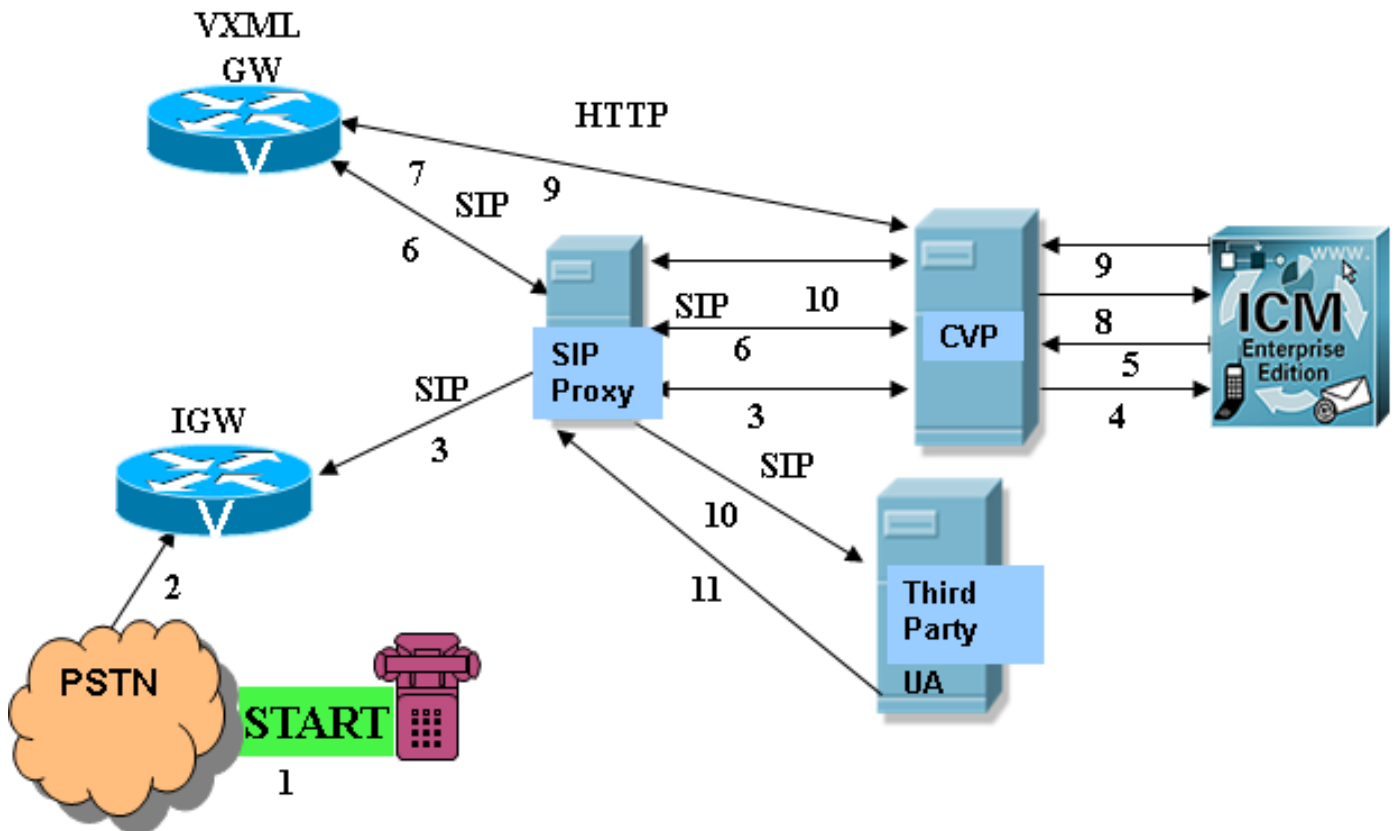 VXML
GW
V
HTTP
7
9
SIP
6
SIP
10
6
3
SIP
Proxy
CVP
9
8
5
4
www.
ICM
Enterprise
Edition
@
IGW
V
SIP
3
SIP
10
11
Third
Party
UA
2
PSTN
START
1